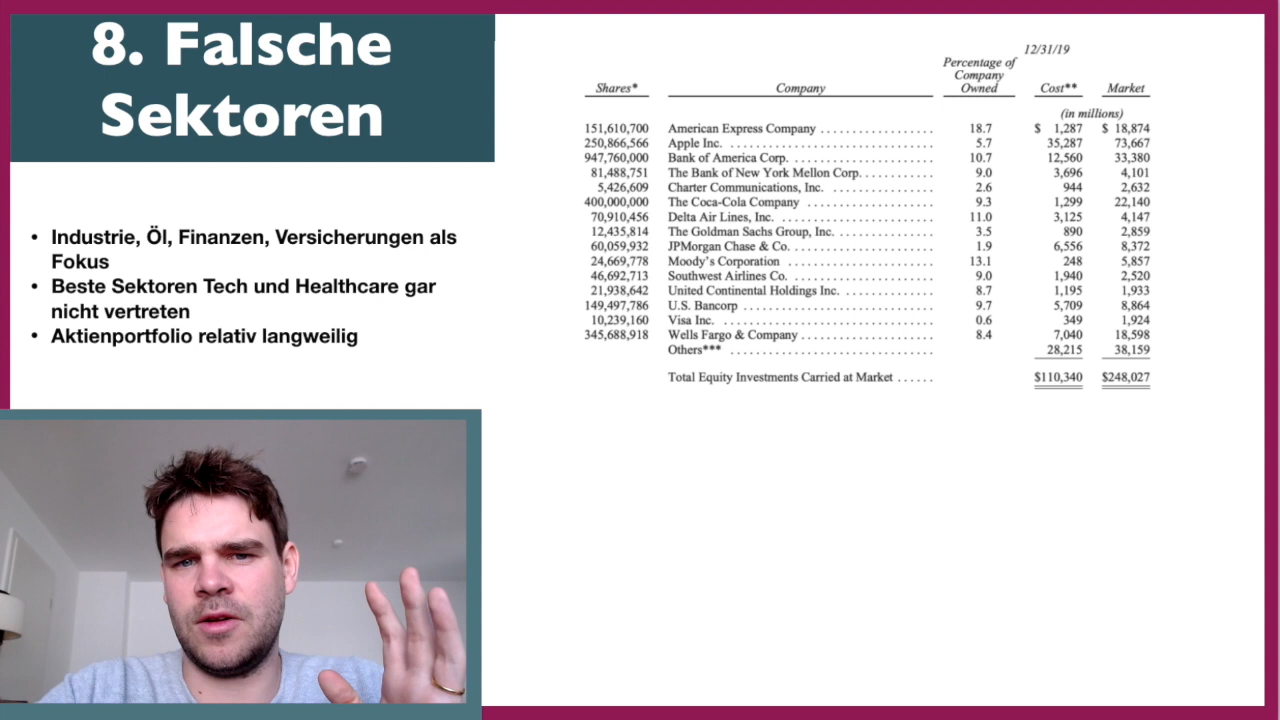 8. Falsche
Sektoren
• Industrie, Öl, Finanzen, Versicherungen als
Fokus
• Beste Sektoren Tech und Healthcare gar
nicht vertreten
• Aktienportfolio relativ langweilig
12/31/19
Percentage of
Company
Shares* Company Owned Cost** Market
(in millions)
151,610,700 American Express Company . . . . . . . . . . . . . . . . . . . 18.7 $ 1,287 $ 18,874
250,866,566 Apple Inc. . . . . . . . . . . . . . . . . . . . . . . . . . . . . . . . . . 5.7 35,287 73,667
947,760,000 Bank of America Corp. . . . . . . . . . . . . . . . . . . . . . . . 10.7 12,560 33,380
81,488,751 The Bank of New York Mellon Corp. . . . . . . . . . . . . 9.0 3,696 4,101
5,426,609 Charter Communications, Inc. . . . . . . . . . . . . . . . . . 2.6 944 2,632
400,000,000 The Coca-Cola Company . . . . . . . . . . . . . . . . . . . . . . 9.3 1,299 22,140
70,910,456 Delta Air Lines, Inc. . . . . . . . . . . . . . . . . . . . . . . . . . 11.0 3,125 4,147
12,435,814 The Goldman Sachs Group, Inc. . . . . . . . . . . . . . . . . 3.5 890 2,859
60,059,932 JPMorgan Chase & Co. . . . . . . . . . . . . . . . . . . . . . . . 1.9 6,556 8,372
24,669,778 Moody's Corporation . . . . . . . . . . . . . . . . . . . . . . . . 13.1 248 5,857
46,692,713 Southwest Airlines Co. . . . . . . . . . . . . . . . . . . . . . . . 9.0 1,940 2,520
21,938,642 United Continental Holdings Inc. . . . . . . . . . . . . . . . 8.7 1,195 1,933
149,497,786 U.S. Bancorp . . . . . . . . . . . . . . . . . . . . . . . . . . . . . . . 9.7 5,709 8,864
10,239,160 Visa Inc. . . . . . . . . . . . . . . . . . . . . . . . . . . . . . . . . . . 0.6 349 1,924
345,688,918 Wells Fargo & Company . . . . . . . . . . . . . . . . . . . . . . 8.4 7,040 18,598
Others*** . . . . . . . . . . . . . . . . . . . . . . . . . . . . . . . . . 28,215 38,159
Total Equity Investments Carried at Market . . . . . . $110,340 $248,027